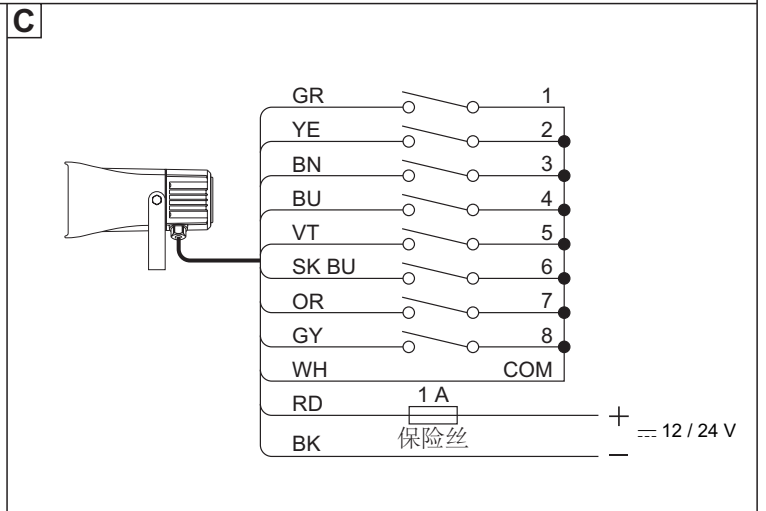 C
GR 1
YE 2
BN 3
BU 4
VT 5
SK BU 6
OR 7
GY 8
WH COM
RD 1 A +
保险丝 ⎓ 12 / 24 V
BK −